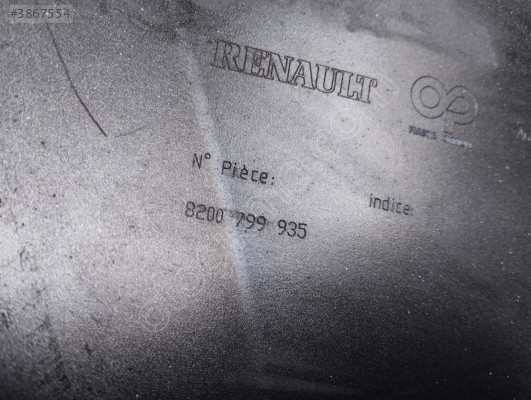 #3867554
RENAULT
N° Pièce:
indice:
8200 799 935